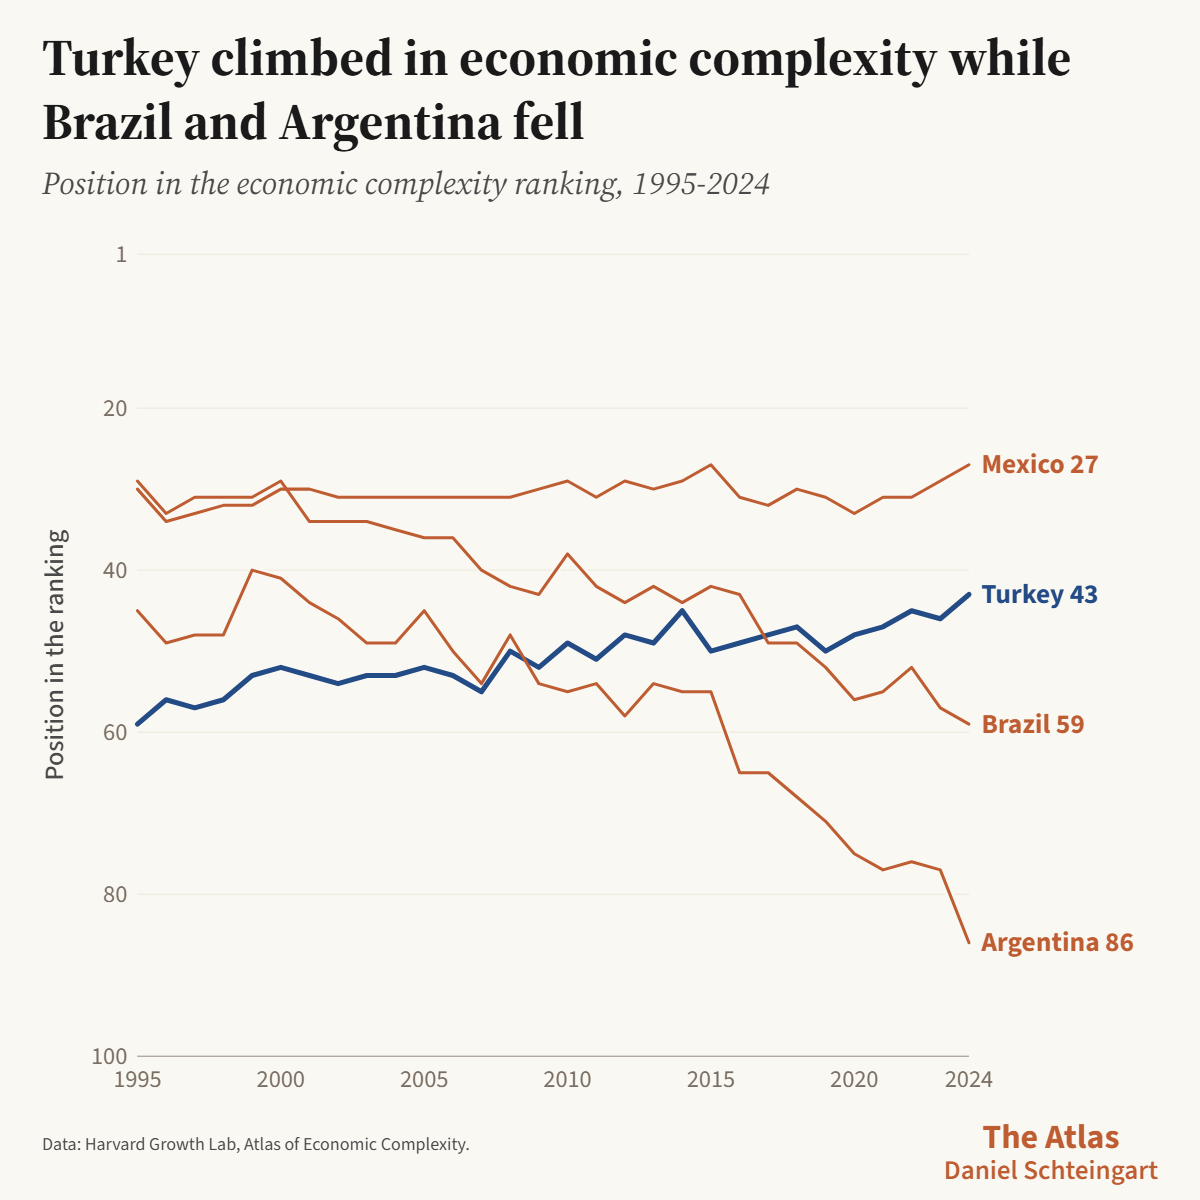 Turkey climbed in economic complexity while
Brazil and Argentina fell
Position in the economic complexity ranking, 1995-2024
1
20
40
60
80
100
Position in the ranking
Mexico 27
Turkey 43
Brazil 59
Argentina 86
1995 2000 2005 2010 2015 2020 2024
Data: Harvard Growth Lab, Atlas of Economic Complexity.
The Atlas
Daniel Schteingart